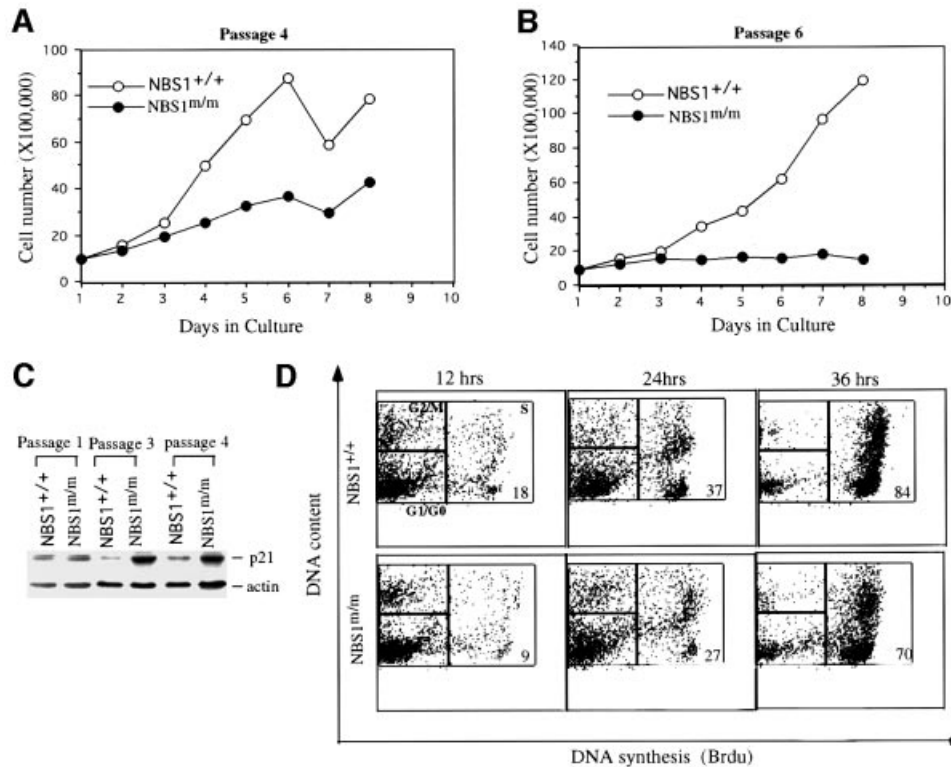 A
Passage 4
Cell number (X100,000)
100
80
60
40
20
0
NBS1+/+
NBS1m/m
1 2 3 4 5 6 7 8 9 10
Days in Culture
B
Passage 6
Cell number (X100,000)
140
120
100
80
60
40
20
0
NBS1+/+
NBS1m/m
1 2 3 4 5 6 7 8 9 10
Days in Culture
C
Passage 1 Passage 3 passage 4
NBS1+/+ NBS1m/m NBS1+/+ NBS1m/m NBS1+/+ NBS1m/m
p21
actin
D
12 hrs 24hrs 36 hrs
DNA content
NBS1+/+
G2/M S
G1/G0
18 37 84
NBS1m/m
9 27 70
DNA synthesis (Brdu)